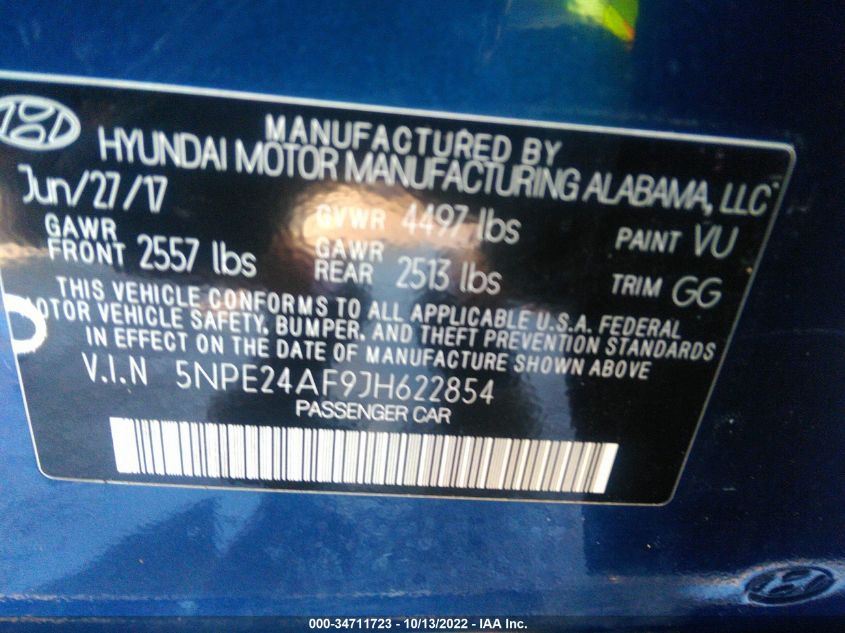 MANUFACTURED BY
HYUNDAI MOTOR MANUFACTURING ALABAMA, LLC
Jun/27/17
GVWR 4497 lbs
PAINT VU
GAWR FRONT 2557 lbs
GAWR REAR 2513 lbs
TRIM GG
THIS VEHICLE CONFORMS TO ALL APPLICABLE U.S.A. FEDERAL
MOTOR VEHICLE SAFETY, BUMPER, AND THEFT PREVENTION STANDARDS
IN EFFECT ON THE DATE OF MANUFACTURE SHOWN ABOVE
V.I.N 5NPE24AF9JH622854
PASSENGER CAR
000-34711723 - 10/13/2022 - IAA Inc.